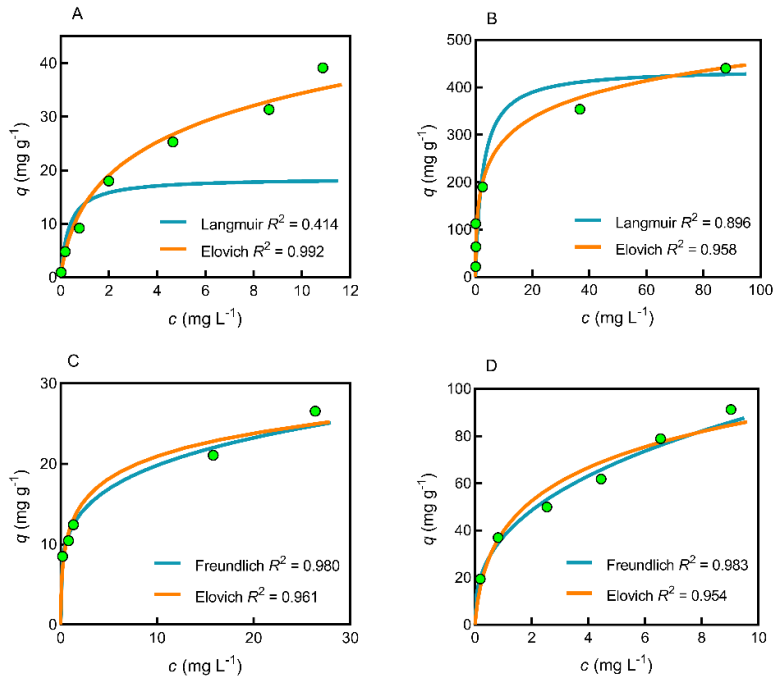 A
q (mg g⁻¹)
40
30
20
10
0
Langmuir R² = 0.414
Elovich R² = 0.992
0 2 4 6 8 10 12
c (mg L⁻¹)
B
q (mg g⁻¹)
500
400
300
200
100
0
Langmuir R² = 0.896
Elovich R² = 0.958
0 20 40 60 80 100
c (mg L⁻¹)
C
q (mg g⁻¹)
30
20
10
0
Freundlich R² = 0.980
Elovich R² = 0.961
0 10 20 30
c (mg L⁻¹)
D
q (mg g⁻¹)
100
80
60
40
20
0
Freundlich R² = 0.983
Elovich R² = 0.954
0 2 4 6 8 10
c (mg L⁻¹)